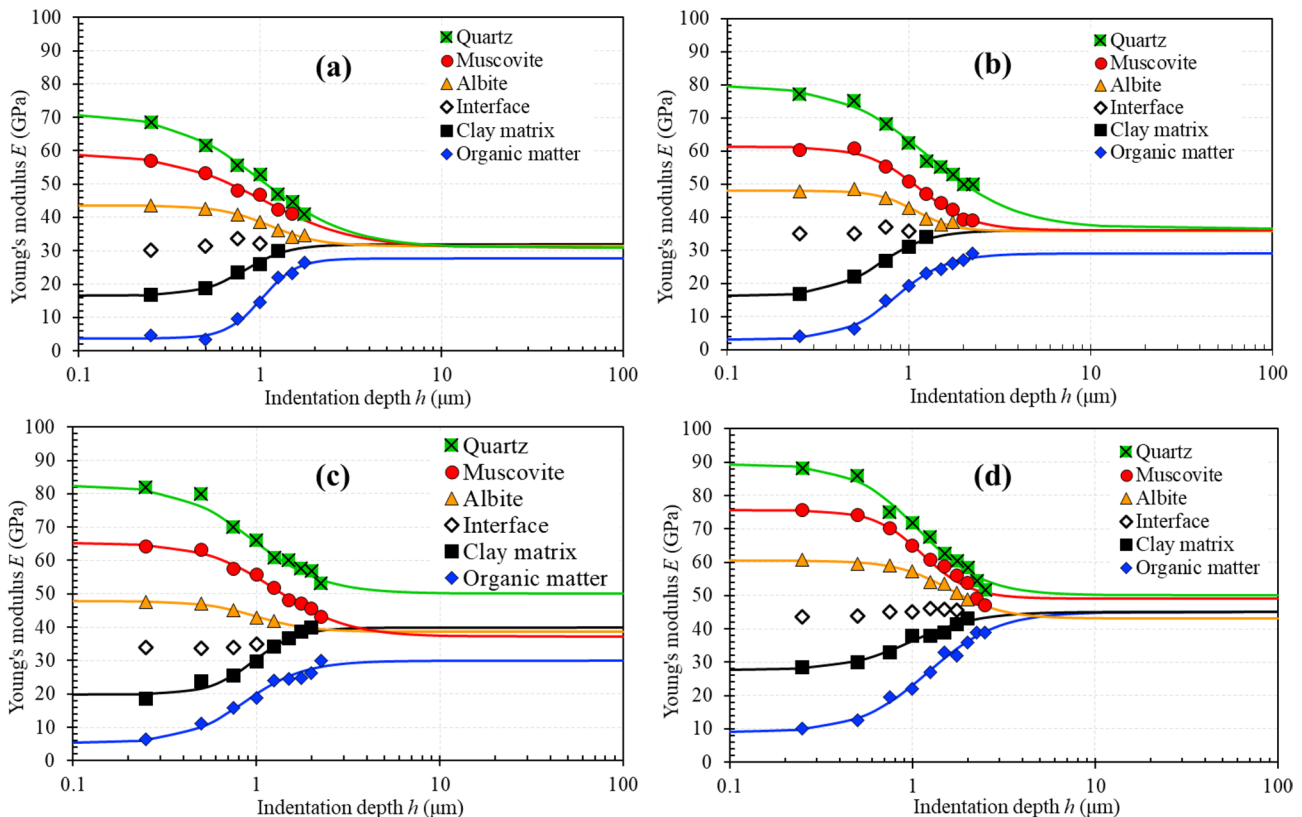 (a)
Quartz
Muscovite
Albite
Interface
Clay matrix
Organic matter
Young's modulus E (GPa)
100
90
80
70
60
50
40
30
20
10
0
0.1 1 10 100
Indentation depth h (μm)
(b)
Quartz
Muscovite
Albite
Interface
Clay matrix
Organic matter
Young's modulus E (GPa)
100
90
80
70
60
50
40
30
20
10
0
0.1 1 10 100
Indentation depth h (μm)
(c)
Quartz
Muscovite
Albite
Interface
Clay matrix
Organic matter
Young's modulus E (GPa)
100
90
80
70
60
50
40
30
20
10
0
0.1 1 10 100
Indentation depth h (μm)
(d)
Quartz
Muscovite
Albite
Interface
Clay matrix
Organic matter
Young's modulus E (GPa)
100
90
80
70
60
50
40
30
20
10
0
0.1 1 10 100
Indentation depth h (μm)